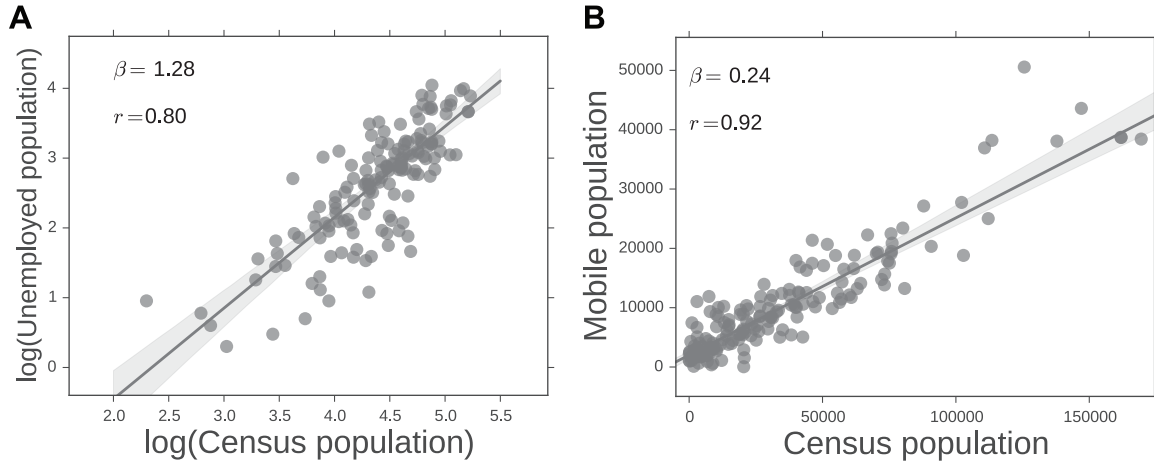 A
β = 1.28
r =0.80
log(Unemployed population)
4
3
2
1
0
2.0 2.5 3.0 3.5 4.0 4.5 5.0 5.5
log(Census population)
B
β = 0.24
r =0.92
Mobile population
50000
40000
30000
20000
10000
0
0 50000 100000 150000
Census population